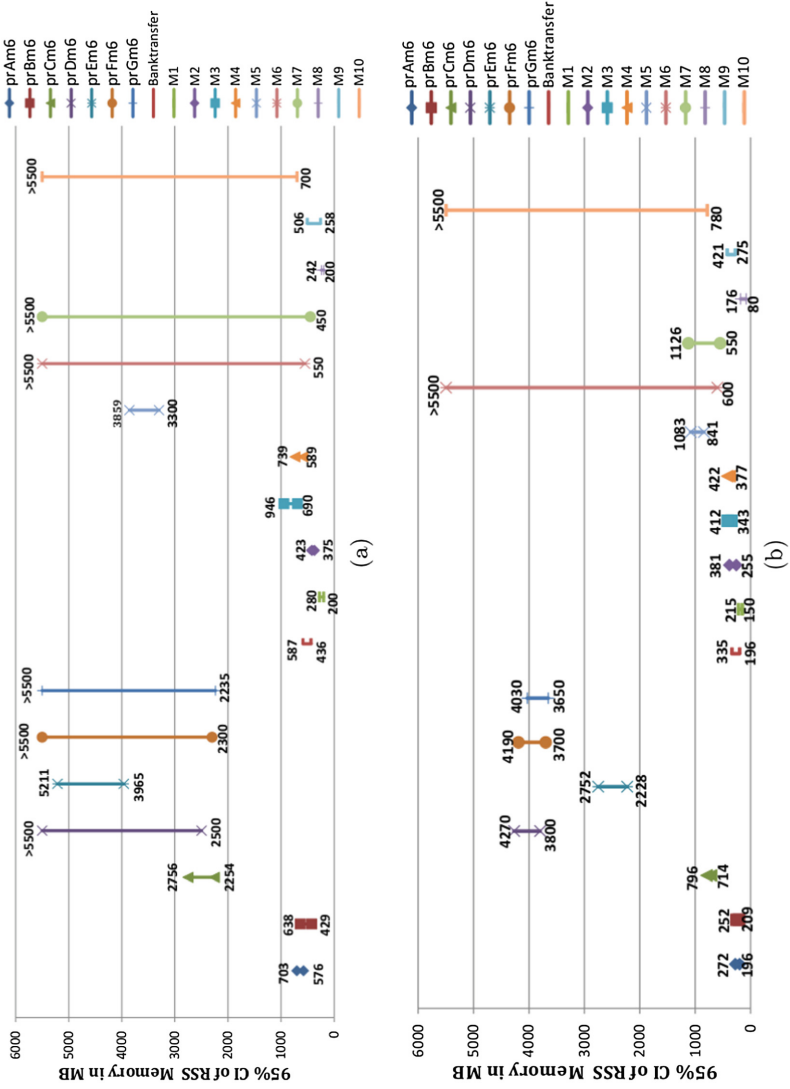 6000
5000
4000
3000
2000
1000
0
95% CI of RSS Memory in MB
703
576
638
429
2756
2254
>5500
2500
5211
3965
>5500
2300
>5500
2235
587
436
280
200
423
375
946
690
739
589
3859
3300
>5500
550
>5500
450
242
200
506
258
>5500
700
prAm6
prBm6
prCm6
prDm6
prEm6
prFm6
prGm6
Banktransfer
M1
M2
M3
M4
M5
M6
M7
M8
M9
M10
(a)
6000
5000
4000
3000
2000
1000
0
95% CI of RSS Memory in MB
272
196
252
209
796
714
4270
3800
2752
2228
4190
3700
4030
3650
335
196
215
150
381
255
412
343
422
377
1083
841
>5500
600
1126
550
176
80
421
275
>5500
780
prAm6
prBm6
prCm6
prDm6
prEm6
prFm6
prGm6
Banktransfer
M1
M2
M3
M4
M5
M6
M7
M8
M9
M10
(b)